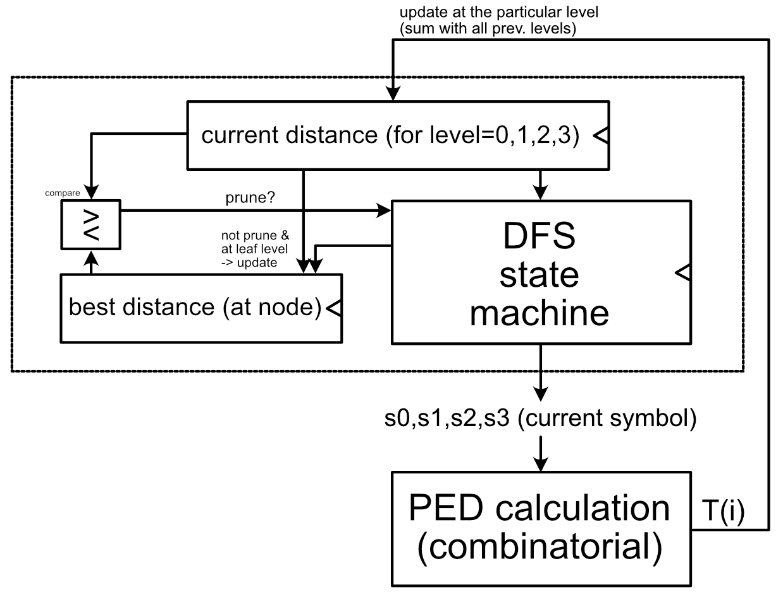 update at the particular level
(sum with all prev. levels)
current distance (for level=0,1,2,3)
compare
>
<
prune?
not prune &
at leaf level
-> update
DFS
state
machine
best distance (at node)
s0,s1,s2,s3 (current symbol)
PED calculation
(combinatorial)
T(i)